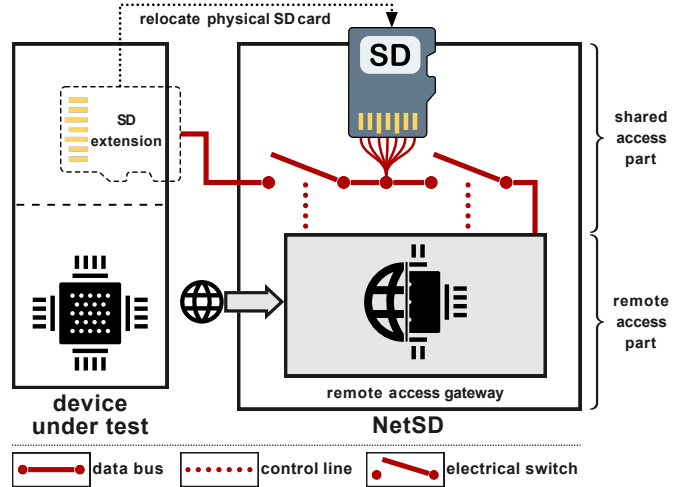 relocate physical SD card
SD
SD
extension
shared
access
part
remote
access
part
remote access gateway
device
under test
NetSD
data bus
control line
electrical switch